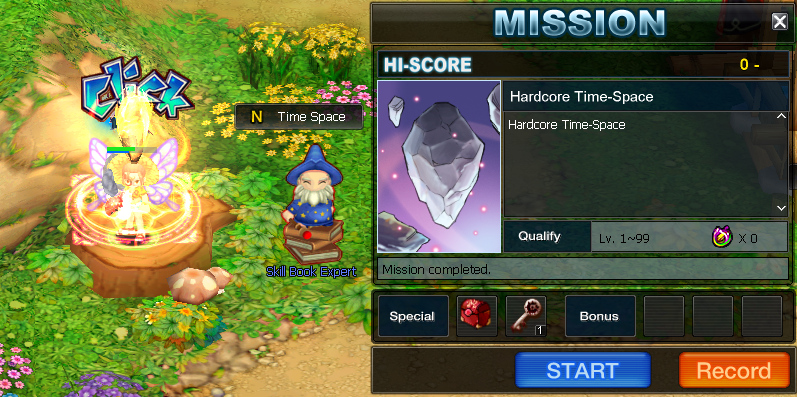 MISSION
HI-SCORE
0 -
Click
N Time Space
Hardcore Time-Space
Hardcore Time-Space
Qualify
Lv. 1~99
X 0
Skill Book Expert
Mission completed.
Special
1
Bonus
START
Record